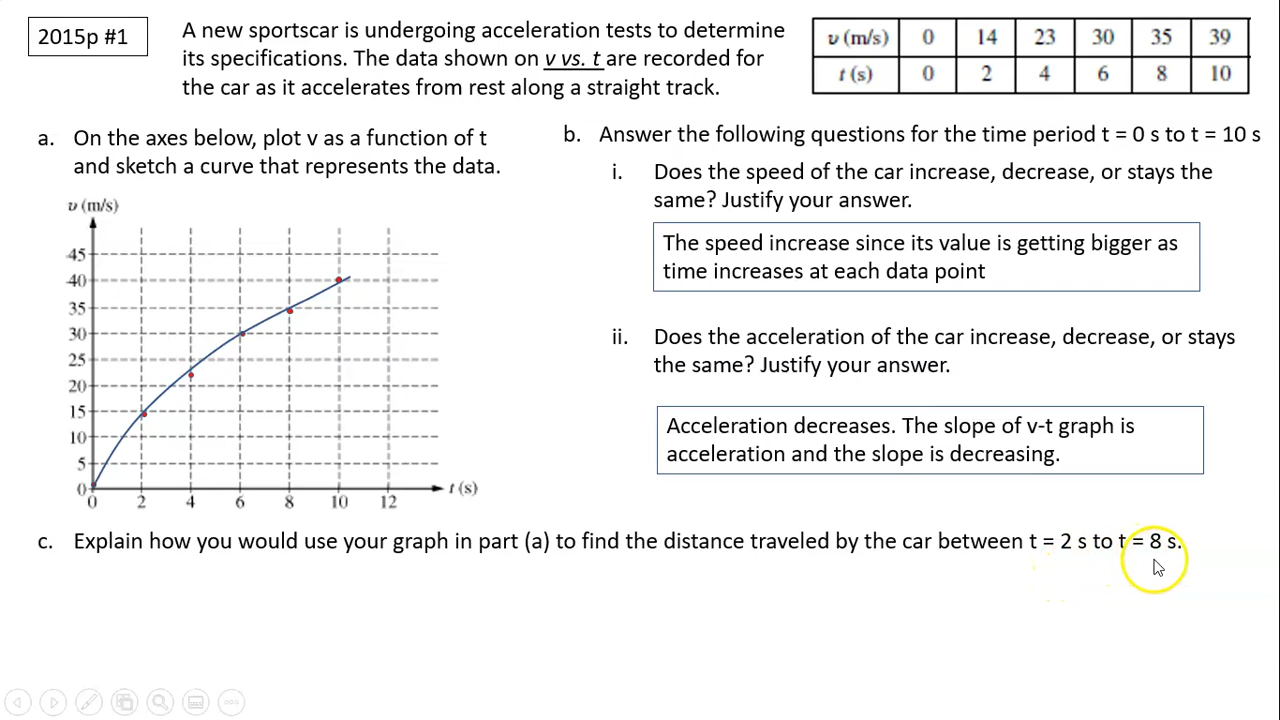 2015p #1
A new sportscar is undergoing acceleration tests to determine
its specifications. The data shown on v vs. t are recorded for
the car as it accelerates from rest along a straight track.
v (m/s) 0 14 23 30 35 39
t (s) 0 2 4 6 8 10
a. On the axes below, plot v as a function of t
and sketch a curve that represents the data.
v (m/s)
45
40
35
30
25
20
15
10
5
0
0 2 4 6 8 10 12
t (s)
b. Answer the following questions for the time period t = 0 s to t = 10 s
i. Does the speed of the car increase, decrease, or stays the
same? Justify your answer.
The speed increase since its value is getting bigger as
time increases at each data point
ii. Does the acceleration of the car increase, decrease, or stays
the same? Justify your answer.
Acceleration decreases. The slope of v-t graph is
acceleration and the slope is decreasing.
c. Explain how you would use your graph in part (a) to find the distance traveled by the car between t = 2 s to t = 8 s.